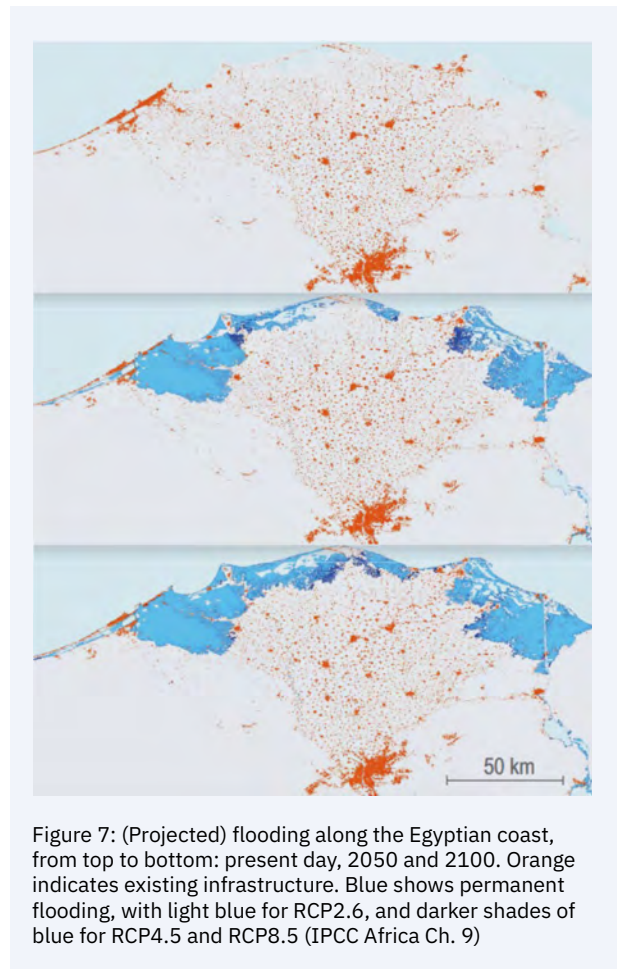 50 km
Figure 7: (Projected) flooding along the Egyptian coast,
from top to bottom: present day, 2050 and 2100. Orange
indicates existing infrastructure. Blue shows permanent
flooding, with light blue for RCP2.6, and darker shades of
blue for RCP4.5 and RCP8.5 (IPCC Africa Ch. 9)